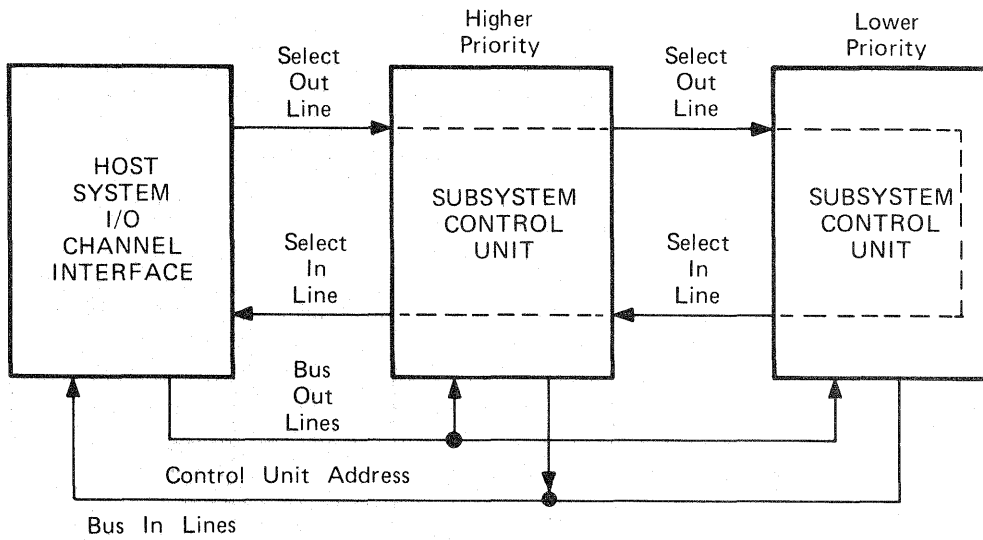 Higher
Priority
Lower
Priority
Select
Out
Line
Select
Out
Line
HOST
SYSTEM
I/O
CHANNEL
INTERFACE
SUBSYSTEM
CONTROL
UNIT
SUBSYSTEM
CONTROL
UNIT
Select
In
Line
Select
In
Line
Bus
Out
Lines
Control Unit Address
Bus In Lines